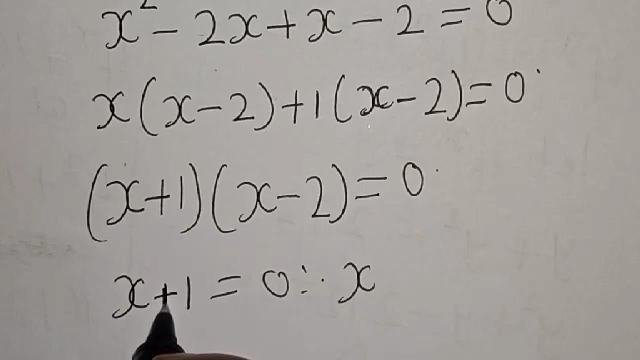 x² - 2x + x - 2 = 0
x(x-2)+1(x-2)=0
(x+1)(x-2)=0
x+1 = 0 ∴ x